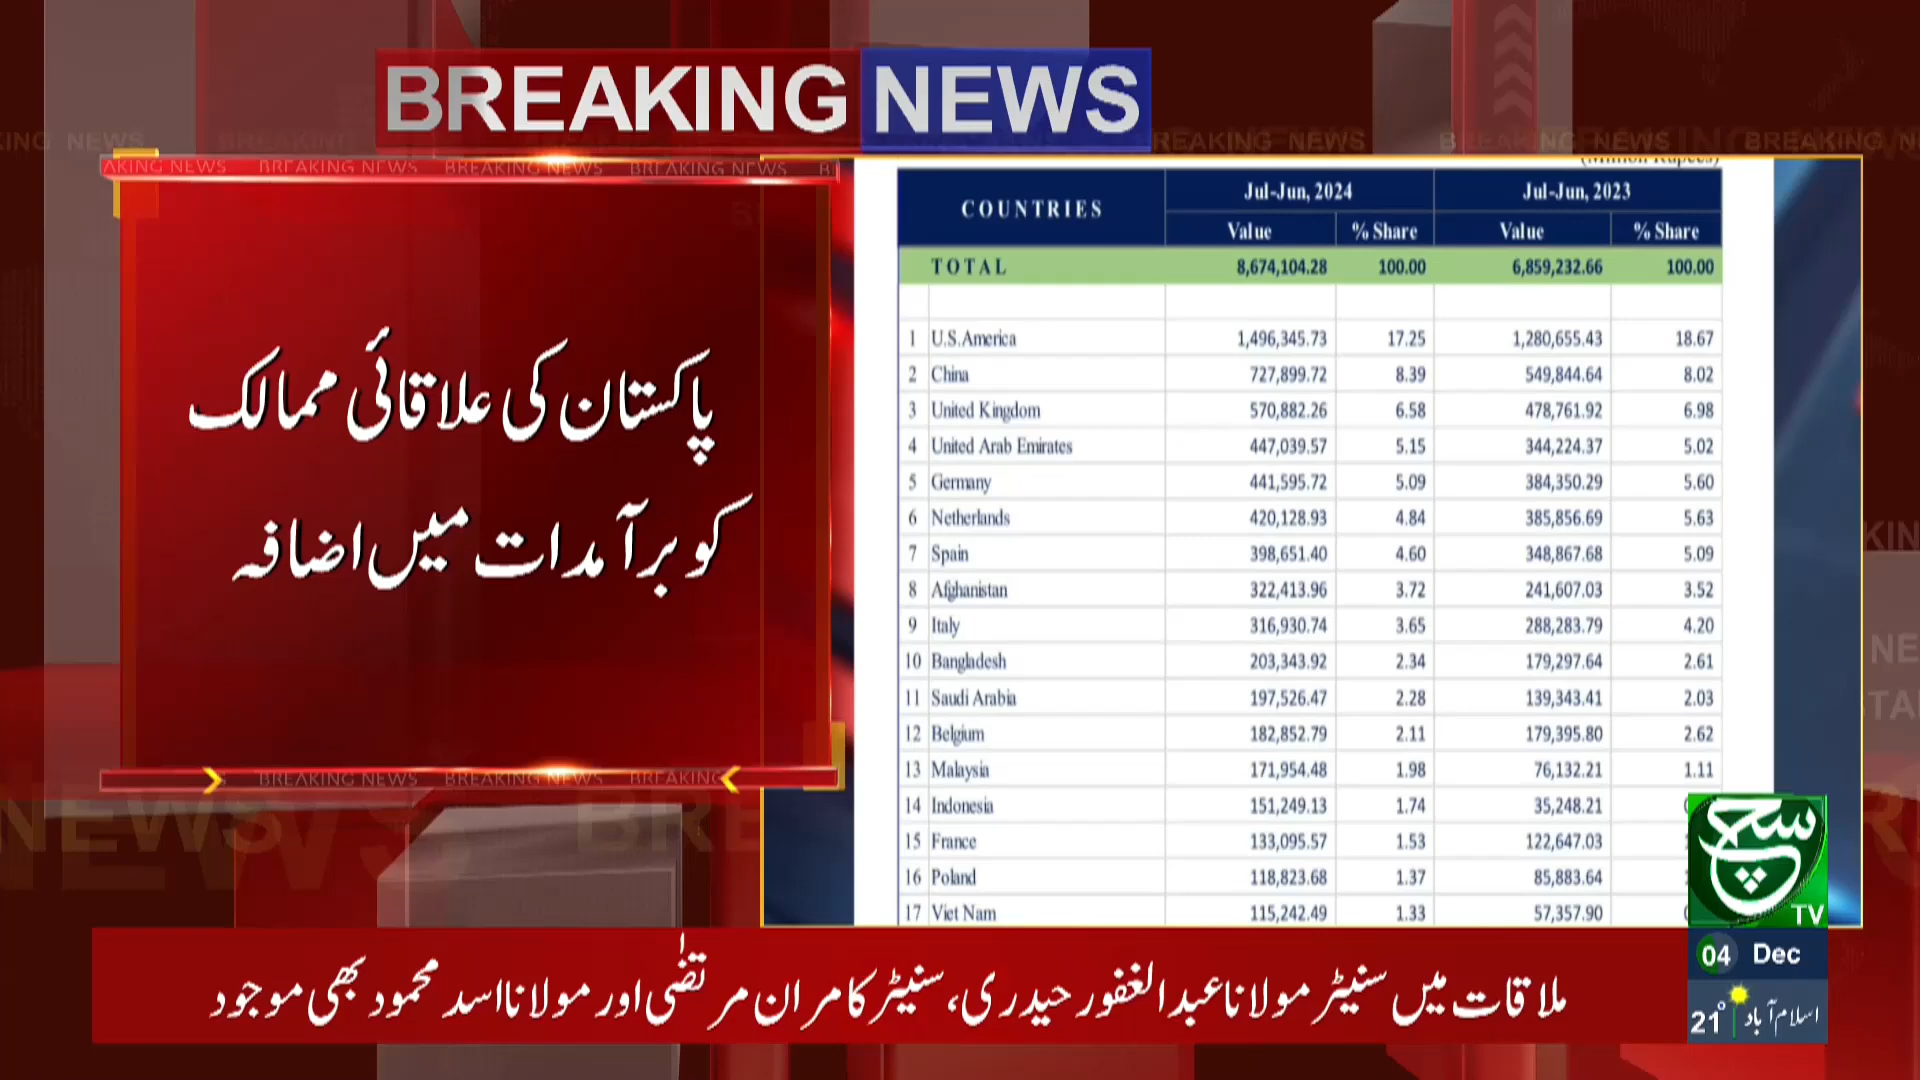 BREAKING NEWS
پاکستان کی علاقائی ممالک
کو برآمدات میں اضافہ
COUNTRIES Jul-Jun, 2024 Jul-Jun, 2023
Value % Share Value % Share
TOTAL 8,674,104.28 100.00 6,859,232.66 100.00
1 U.S.America 1,496,345.73 17.25 1,280,655.43 18.67
2 China 727,899.72 8.39 549,844.64 8.02
3 United Kingdom 570,882.26 6.58 478,761.92 6.98
4 United Arab Emirates 447,039.57 5.15 344,224.37 5.02
5 Germany 441,595.72 5.09 384,350.29 5.60
6 Netherlands 420,128.93 4.84 385,856.69 5.63
7 Spain 398,651.40 4.60 348,867.68 5.09
8 Afghanistan 322,413.96 3.72 241,607.03 3.52
9 Italy 316,930.74 3.65 288,283.79 4.20
10 Bangladesh 203,343.92 2.34 179,297.64 2.61
11 Saudi Arabia 197,526.47 2.28 139,343.41 2.03
12 Belgium 182,852.79 2.11 179,395.80 2.62
13 Malaysia 171,954.48 1.98 76,132.21 1.11
14 Indonesia 151,249.13 1.74 35,248.21
15 France 133,095.57 1.53 122,647.03
16 Poland 118,823.68 1.37 85,883.64
17 Viet Nam 115,242.49 1.33 57,357.90
سچ
TV
04 Dec
21° اسلام آباد
ملاقات میں سنیٹر مولانا عبدالغفور حیدری، سنیٹر کامران مرتضٰی اور مولانا اسد محمود بھی موجود